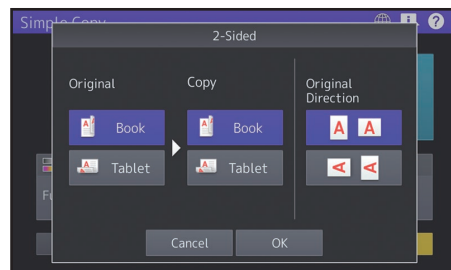 Simple Copy
2-Sided
Original
Copy
Original
Direction
Book
Book
A A
Tablet
Tablet
A A
Cancel
OK